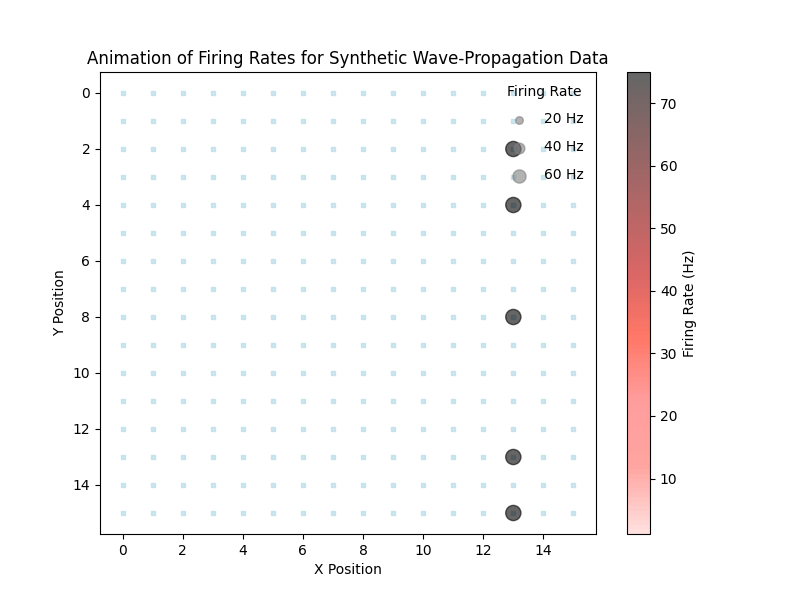 Animation of Firing Rates for Synthetic Wave-Propagation Data
Firing Rate
20 Hz
40 Hz
60 Hz
0
2
4
6
8
10
12
14
Y Position
0 2 4 6 8 10 12 14
X Position
70
60
50
40
30
20
10
Firing Rate (Hz)